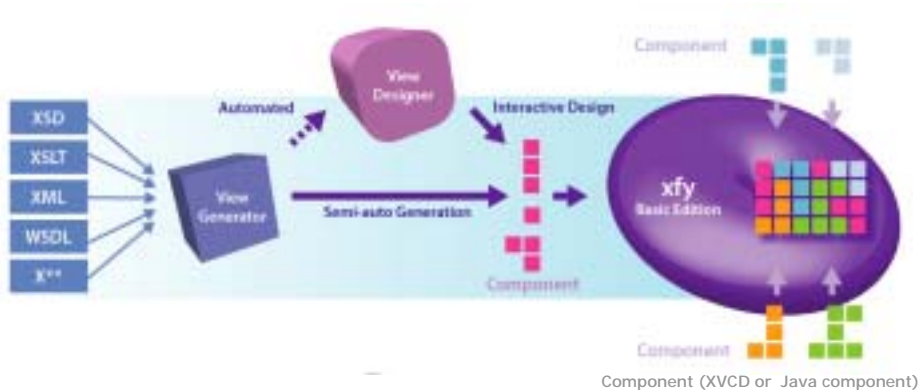 Component
View
Designer
Automated
Interactive Design
XSD
XSLT
XML
WSDL
X**
View
Generator
Semi-auto Generation
xfy
Basic Edition
Component
Component
Component (XVCD or Java component)